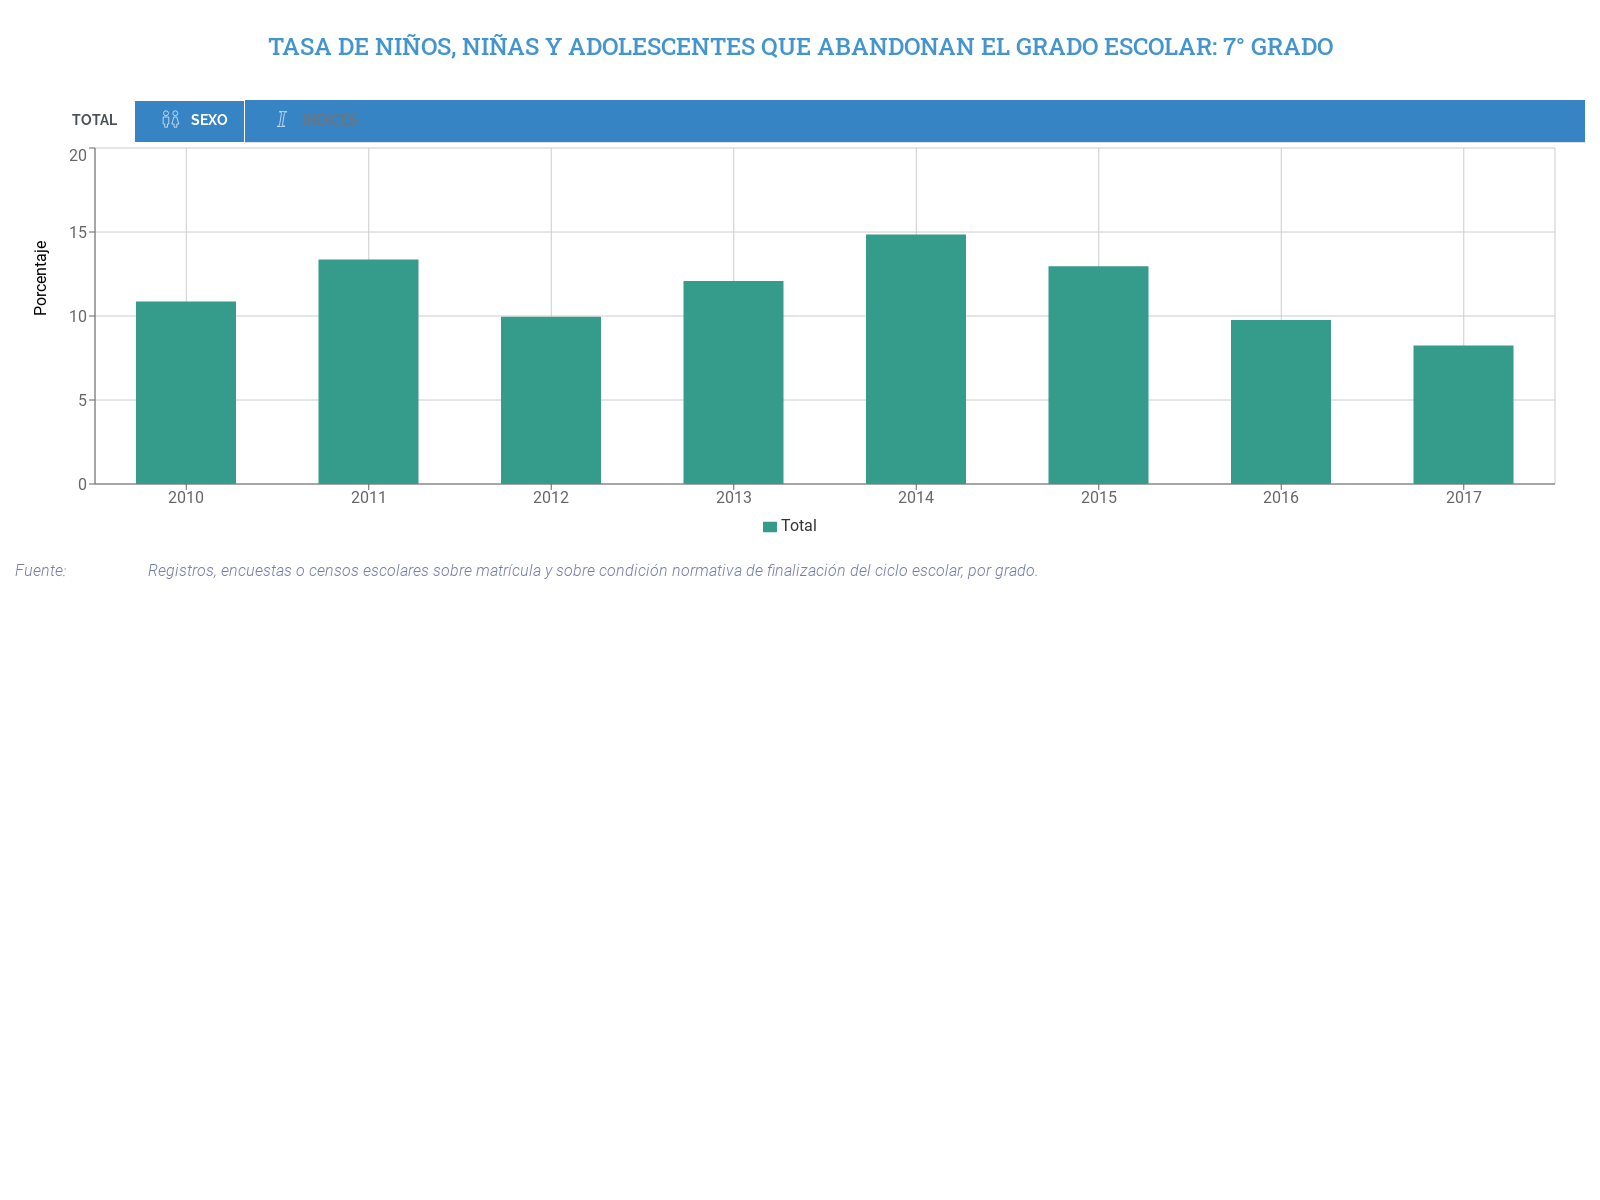 TASA DE NIÑOS, NIÑAS Y ADOLESCENTES QUE ABANDONAN EL GRADO ESCOLAR: 7° GRADO
TOTAL SEXO INDICES
20
15
10
5
0
Porcentaje
2010 2011 2012 2013 2014 2015 2016 2017
Total
Fuente: Registros, encuestas o censos escolares sobre matrícula y sobre condición normativa de finalización del ciclo escolar, por grado.